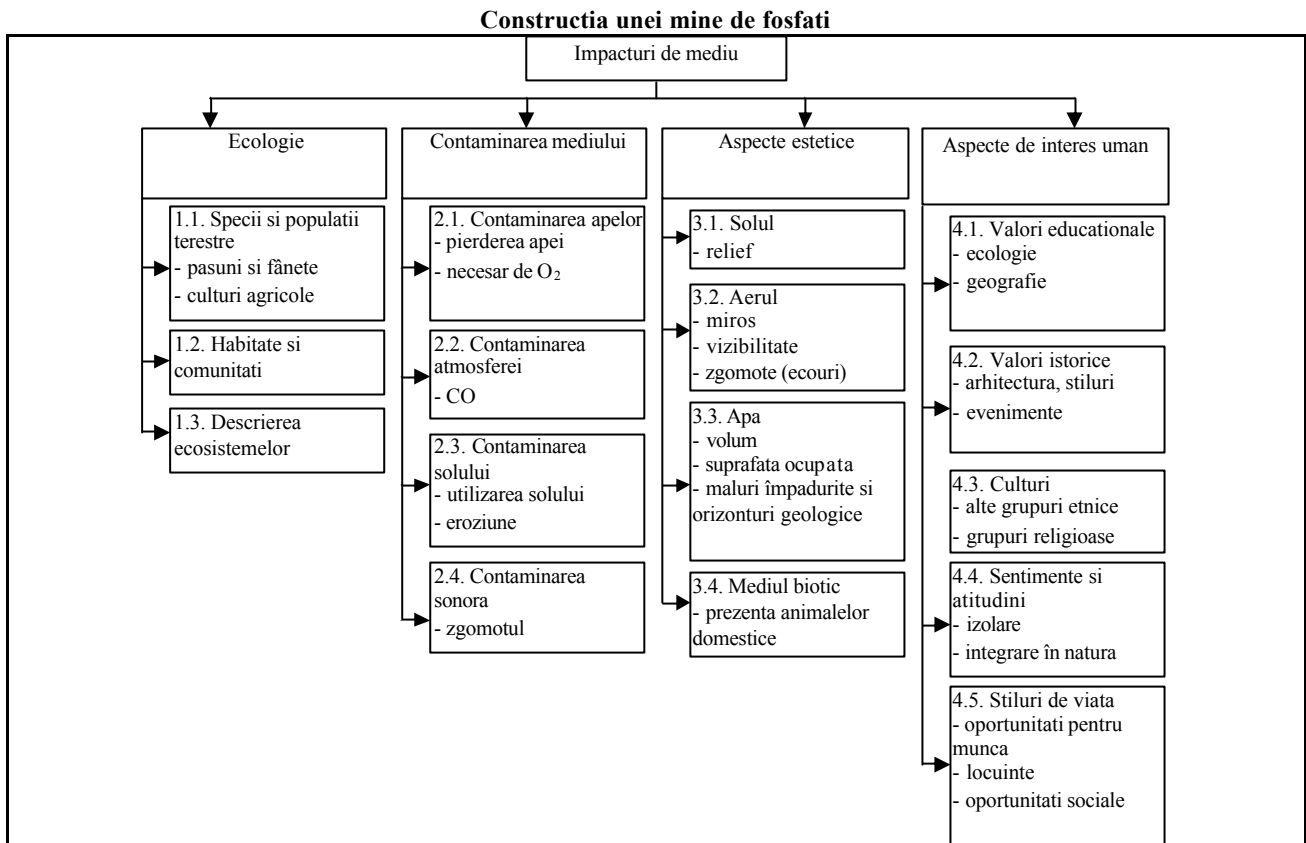 Constructia unei mine de fosfati
Impacturi de mediu
Ecologie
1.1. Specii si populatii
terestre
- pasuni si fânete
- culturi agricole
1.2. Habitate si
comunitati
1.3. Descrierea
ecosistemelor
Contaminarea mediului
2.1. Contaminarea apelor
- pierderea apei
- necesar de O₂
2.2. Contaminarea
atmosferei
- CO
2.3. Contaminarea
solului
- utilizarea solului
- eroziune
2.4. Contaminarea
sonora
- zgomotul
Aspecte estetice
3.1. Solul
- relief
3.2. Aerul
- miros
- vizibilitate
- zgomote (ecouri)
3.3. Apa
- volum
- suprafata ocupata
- maluri împadurite si
orizonturi geologice
3.4. Mediul biotic
- prezenta animalelor
domestice
Aspecte de interes uman
4.1. Valori educationale
- ecologie
- geografie
4.2. Valori istorice
- arhitectura, stiluri
- evenimente
4.3. Culturi
- alte grupuri etnice
- grupuri religioase
4.4. Sentimente si
atitudini
- izolare
- integrare în natura
4.5. Stiluri de viata
- oportunitati pentru
munca
- locuinte
- oportunitati sociale